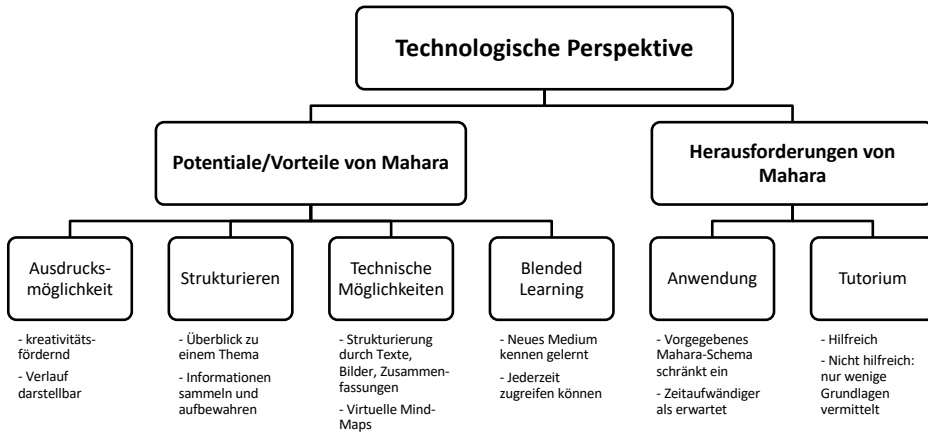 Technologische Perspektive
Potentiale/Vorteile von Mahara
Herausforderungen von
Mahara
Ausdrucks-
möglichkeit
Strukturieren
Technische
Möglichkeiten
Blended
Learning
Anwendung
Tutorium
- kreativitäts-
fördernd
- Verlauf
darstellbar
- Überblick zu
einem Thema
- Informationen
sammeln und
aufbewahren
- Strukturierung
durch Texte,
Bilder, Zusammen-
fassungen
- Virtuelle Mind-
Maps
- Neues Medium
kennen gelernt
- Jederzeit
zugreifen können
- Vorgegebenes
Mahara-Schema
schränkt ein
- Zeitaufwändiger
als erwartet
- Hilfreich
- Nicht hilfreich:
nur wenige
Grundlagen
vermittelt